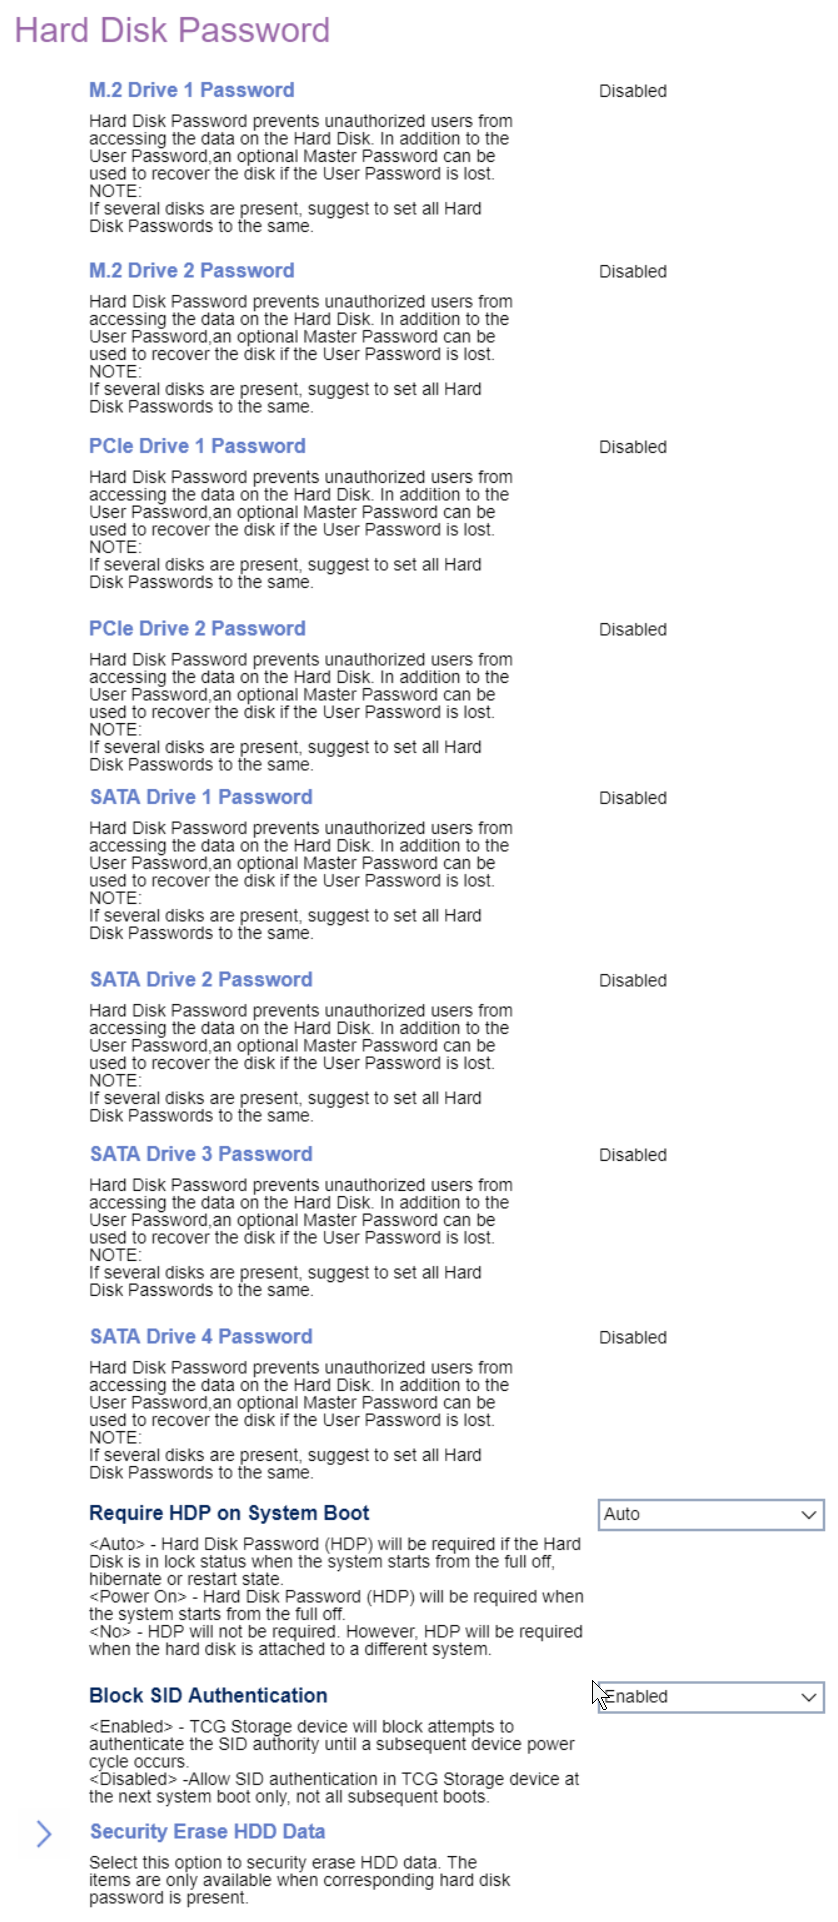 Hard Disk Password
M.2 Drive 1 Password
Disabled
Hard Disk Password prevents unauthorized users from
accessing the data on the Hard Disk. In addition to the
User Password,an optional Master Password can be
used to recover the disk if the User Password is lost.
NOTE:
If several disks are present, suggest to set all Hard
Disk Passwords to the same.
M.2 Drive 2 Password
Disabled
Hard Disk Password prevents unauthorized users from
accessing the data on the Hard Disk. In addition to the
User Password,an optional Master Password can be
used to recover the disk if the User Password is lost.
NOTE:
If several disks are present, suggest to set all Hard
Disk Passwords to the same.
PCIe Drive 1 Password
Disabled
Hard Disk Password prevents unauthorized users from
accessing the data on the Hard Disk. In addition to the
User Password,an optional Master Password can be
used to recover the disk if the User Password is lost.
NOTE:
If several disks are present, suggest to set all Hard
Disk Passwords to the same.
PCIe Drive 2 Password
Disabled
Hard Disk Password prevents unauthorized users from
accessing the data on the Hard Disk. In addition to the
User Password,an optional Master Password can be
used to recover the disk if the User Password is lost.
NOTE:
If several disks are present, suggest to set all Hard
Disk Passwords to the same.
SATA Drive 1 Password
Disabled
Hard Disk Password prevents unauthorized users from
accessing the data on the Hard Disk. In addition to the
User Password,an optional Master Password can be
used to recover the disk if the User Password is lost.
NOTE:
If several disks are present, suggest to set all Hard
Disk Passwords to the same.
SATA Drive 2 Password
Disabled
Hard Disk Password prevents unauthorized users from
accessing the data on the Hard Disk. In addition to the
User Password,an optional Master Password can be
used to recover the disk if the User Password is lost.
NOTE:
If several disks are present, suggest to set all Hard
Disk Passwords to the same.
SATA Drive 3 Password
Disabled
Hard Disk Password prevents unauthorized users from
accessing the data on the Hard Disk. In addition to the
User Password,an optional Master Password can be
used to recover the disk if the User Password is lost.
NOTE:
If several disks are present, suggest to set all Hard
Disk Passwords to the same.
SATA Drive 4 Password
Disabled
Hard Disk Password prevents unauthorized users from
accessing the data on the Hard Disk. In addition to the
User Password,an optional Master Password can be
used to recover the disk if the User Password is lost.
NOTE:
If several disks are present, suggest to set all Hard
Disk Passwords to the same.
Require HDP on System Boot
Auto
<Auto> - Hard Disk Password (HDP) will be required if the Hard
Disk is in lock status when the system starts from the full off,
hibernate or restart state.
<Power On> - Hard Disk Password (HDP) will be required when
the system starts from the full off.
<No> - HDP will not be required. However, HDP will be required
when the hard disk is attached to a different system.
Block SID Authentication
Enabled
<Enabled> - TCG Storage device will block attempts to
authenticate the SID authority until a subsequent device power
cycle occurs.
<Disabled> -Allow SID authentication in TCG Storage device at
the next system boot only, not all subsequent boots.
Security Erase HDD Data
Select this option to security erase HDD data. The
items are only available when corresponding hard disk
password is present.